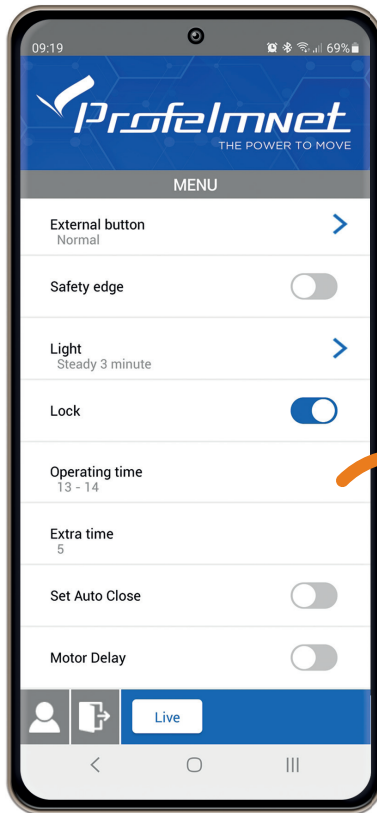 09:19
69%
Profelmnet
THE POWER TO MOVE
MENU
External button
Normal
Safety edge
Light
Steady 3 minute
Lock
Operating time
13 - 14
Extra time
5
Set Auto Close
Motor Delay
Live